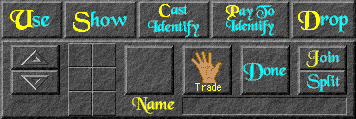 Use
Show
Cast
Identify
Pay To
Identify
Drop
Trade
Done
Join
Split
Name